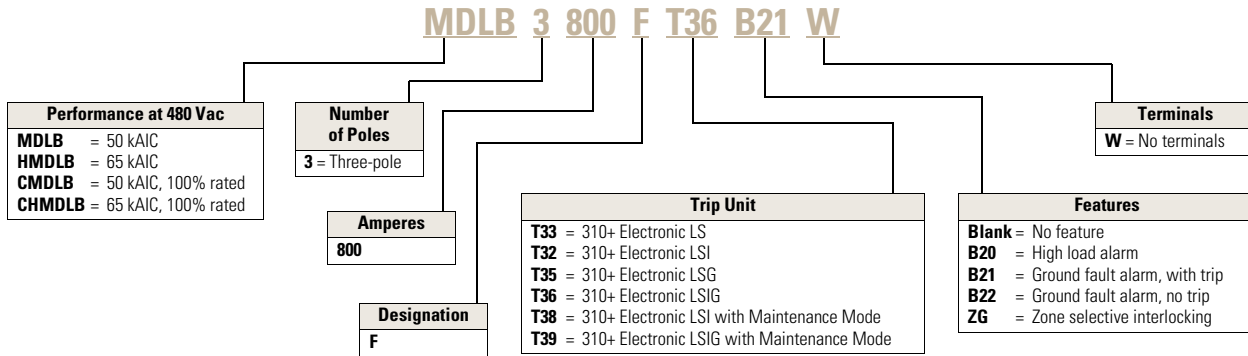 MDLB 3 800 F T36 B21 W
Performance at 480 Vac
MDLB = 50 kAIC
HMDLB = 65 kAIC
CMDLB = 50 kAIC, 100% rated
CHMDLB = 65 kAIC, 100% rated
Number
of Poles
3 = Three-pole
Amperes
800
Designation
F
Trip Unit
T33 = 310+ Electronic LS
T32 = 310+ Electronic LSI
T35 = 310+ Electronic LSG
T36 = 310+ Electronic LSIG
T38 = 310+ Electronic LSI with Maintenance Mode
T39 = 310+ Electronic LSIG with Maintenance Mode
Features
Blank = No feature
B20 = High load alarm
B21 = Ground fault alarm, with trip
B22 = Ground fault alarm, no trip
ZG = Zone selective interlocking
Terminals
W = No terminals